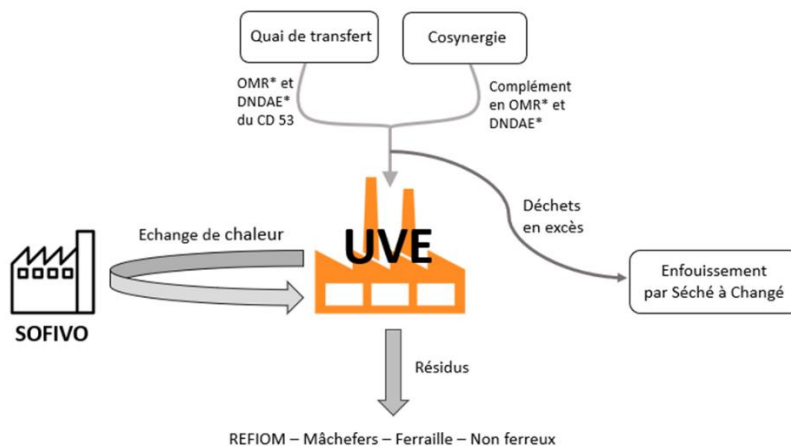 Quai de transfert
Cosynergie
OMR* et
DNDAE*
du CD 53
Complément
en OMR* et
DNDAE*
Déchets
en excès
Echange de chaleur
UVE
Enfouissement
par Séché à Changé
SOFIVO
Résidus
REFIOM – Mâchefers – Ferraille – Non ferreux